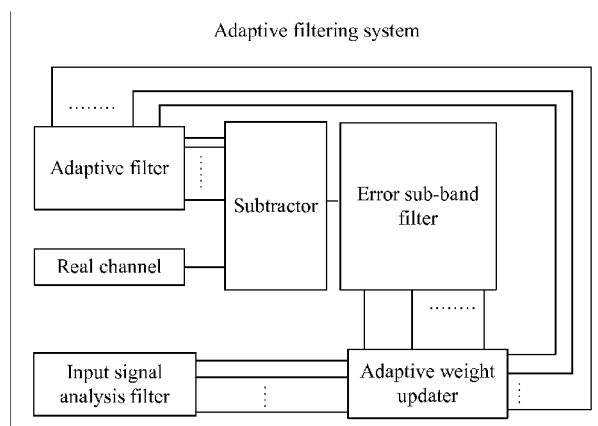 Adaptive filtering system
Adaptive filter
Subtractor
Error sub-band
filter
Real channel
Input signal
analysis filter
Adaptive weight
updater